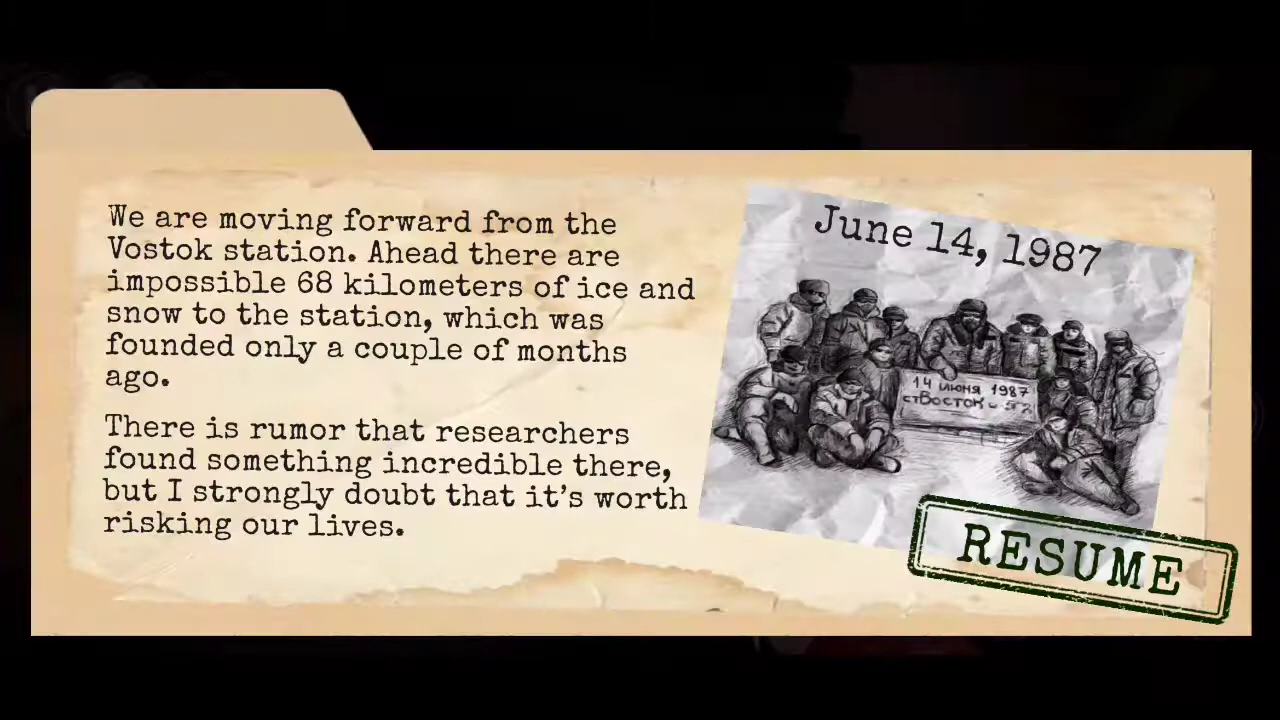 We are moving forward from the
Vostok station. Ahead there are
impossible 68 kilometers of ice and
snow to the station, which was
founded only a couple of months
ago.
There is rumor that researchers
found something incredible there,
but I strongly doubt that it's worth
risking our lives.
June 14, 1987
14 июня 1987
стВосток
RESUME